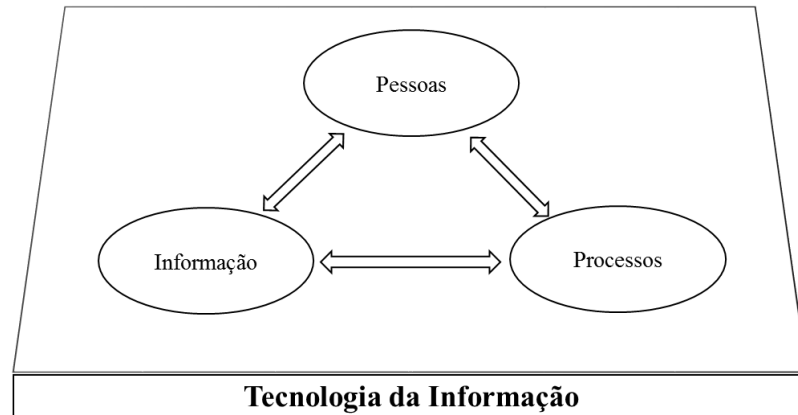 Pessoas
Informação
Processos
Tecnologia da Informação